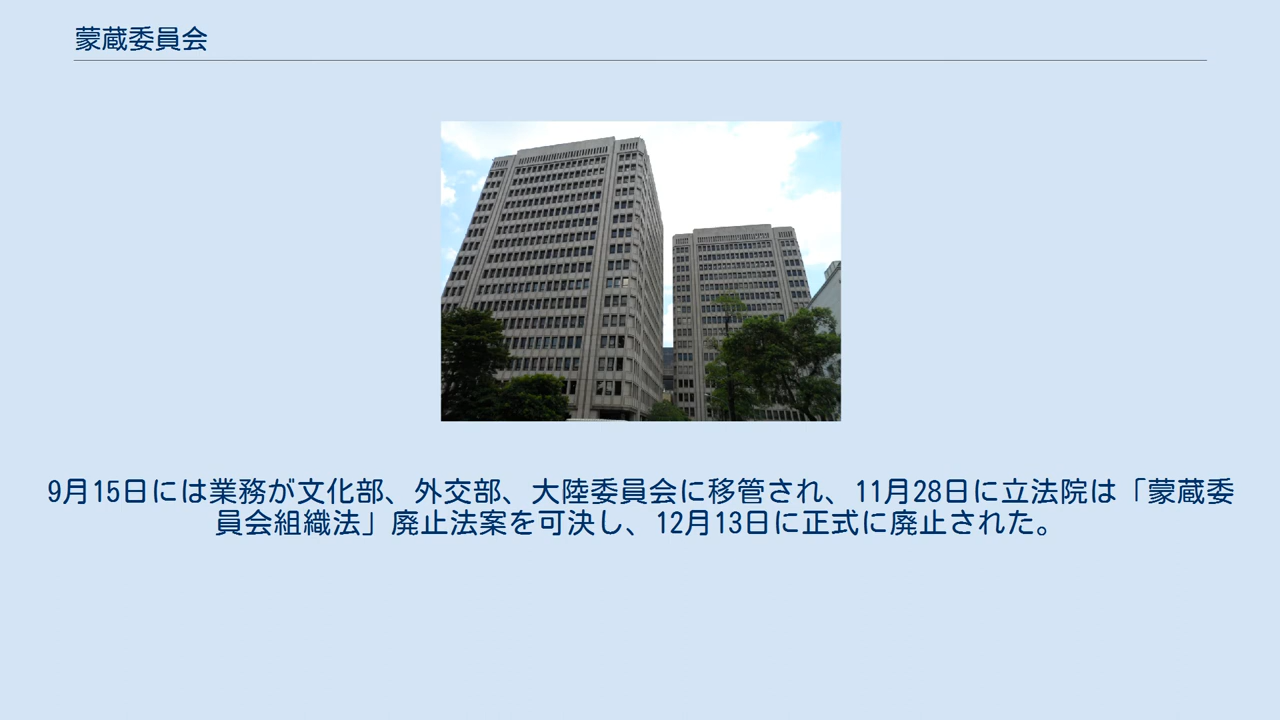 蒙蔵委員会
9月15日には業務が文化部、外交部、大陸委員会に移管され、11月28日に立法院は「蒙蔵委
員会組織法」廃止法案を可決し、12月13日に正式に廃止された。